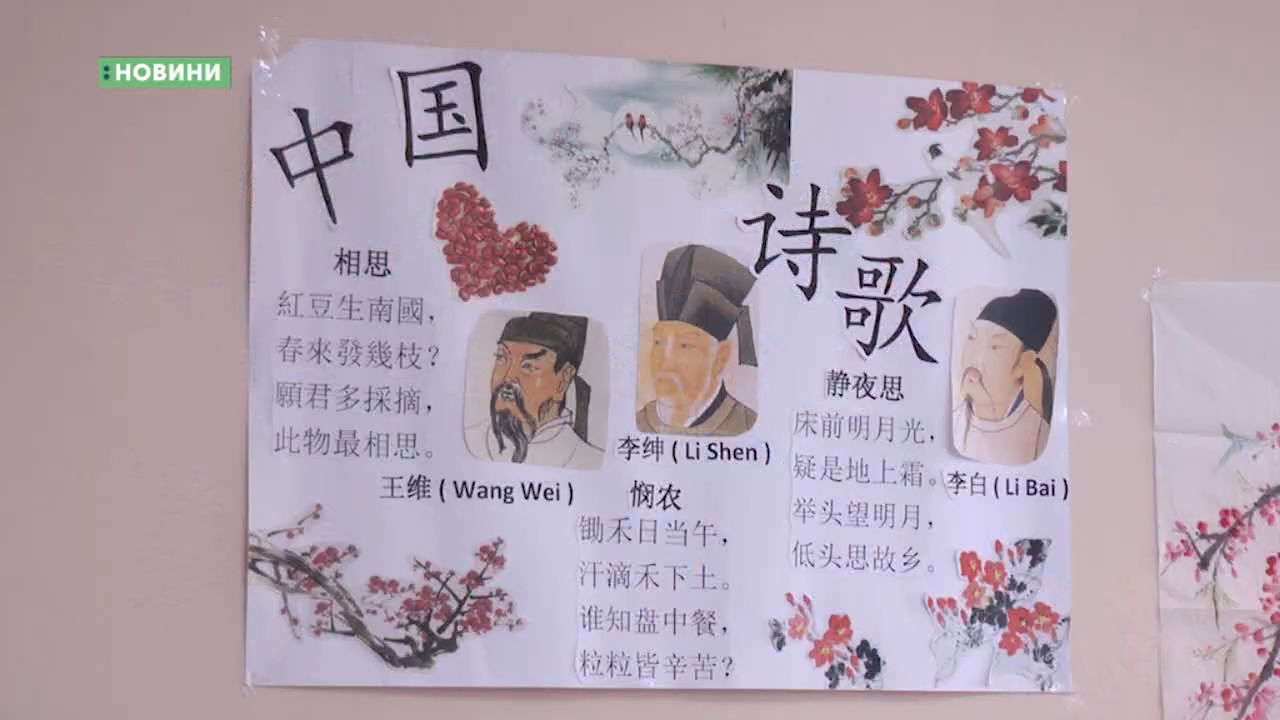 :НОВИНИ
中国
诗歌
相思
紅豆生南國，
春來發幾枝？
願君多採摘，
此物最相思。
王维 ( Wang Wei )
李绅 ( Li Shen )
悯农
锄禾日当午，
汗滴禾下土。
谁知盘中餐，
粒粒皆辛苦？
静夜思
床前明月光，
疑是地上霜。
举头望明月，
低头思故乡。
李白 ( Li Bai )